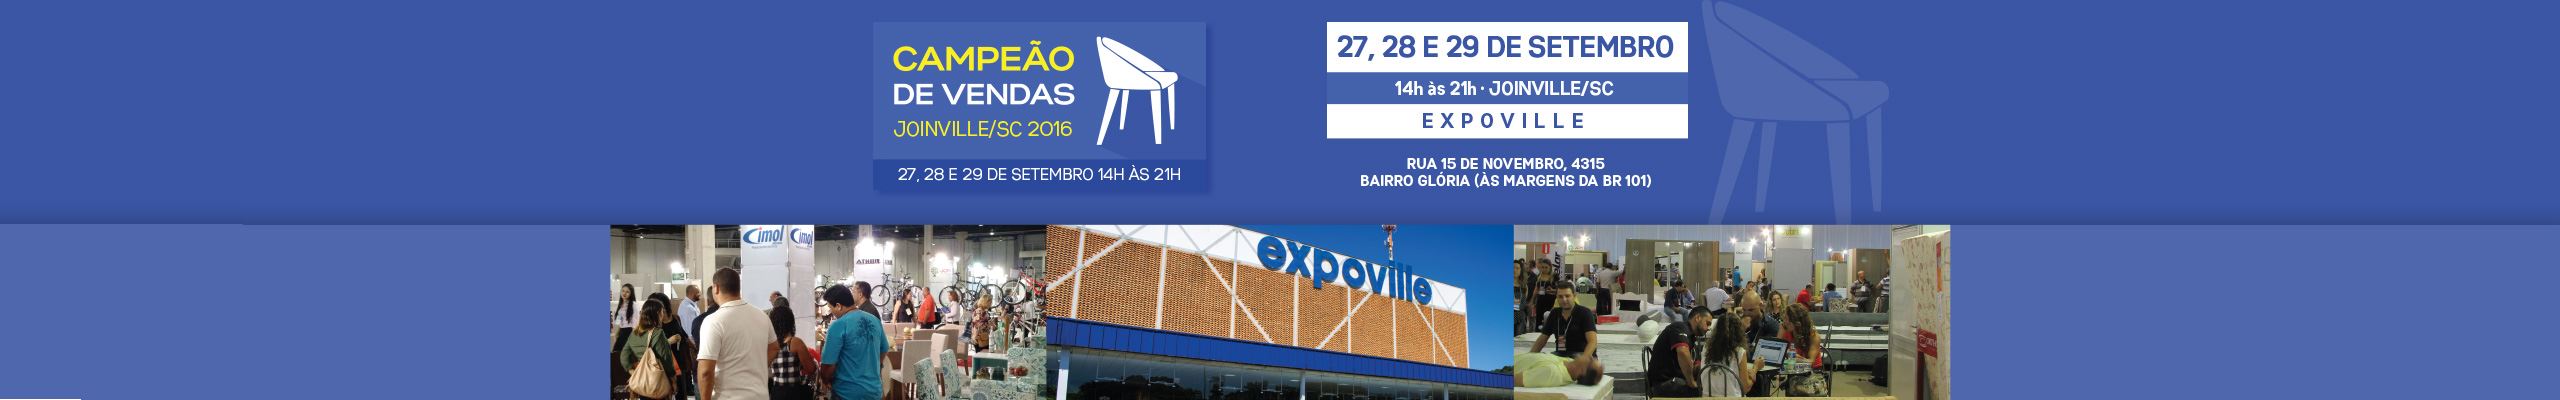 CAMPEÃO
DE VENDAS
JOINVILLE/SC 2016
27, 28 E 29 DE SETEMBRO 14H ÀS 21H
27, 28 E 29 DE SETEMBRO
14h às 21h · JOINVILLE/SC
EXPOVILLE
RUA 15 DE NOVEMBRO, 4315
BAIRRO GLÓRIA (ÀS MARGENS DA BR 101)
Cimol
Cimol
expoville